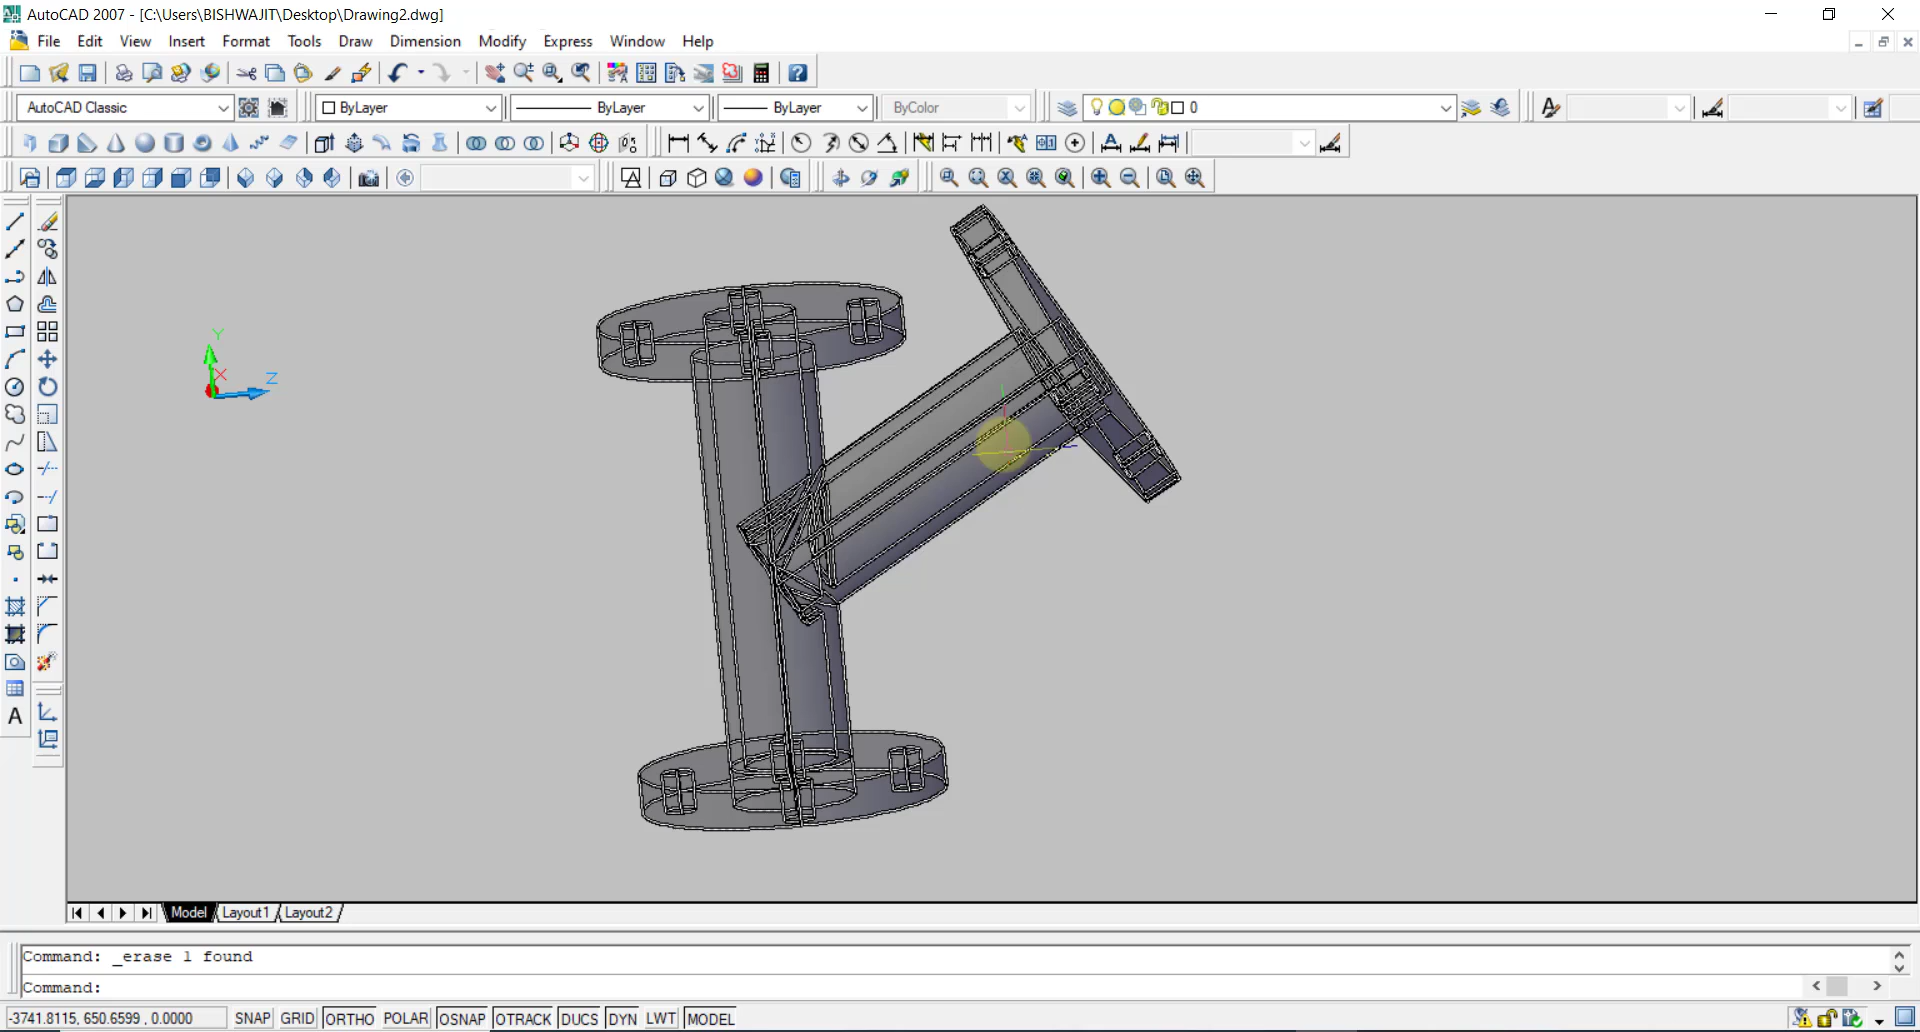 AutoCAD 2007 - [C:\Users\BISHWAJIT\Desktop\Drawing2.dwg]
File Edit View Insert Format Tools Draw Dimension Modify Express Window Help
AutoCAD Classic ByLayer ByLayer ByLayer ByColor 0
Y
X
Z
A
Model Layout1 Layout2
Command: _erase 1 found
Command:
-3741.8115, 650.6599 , 0.0000 SNAP GRID ORTHO POLAR OSNAP OTRACK DUCS DYN LWT MODEL